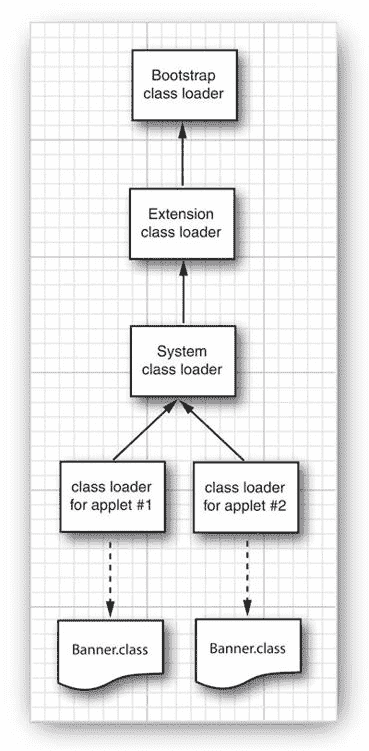 Bootstrap
class loader
Extension
class loader
System
class loader
class loader
for applet #1
class loader
for applet #2
Banner.class
Banner.class